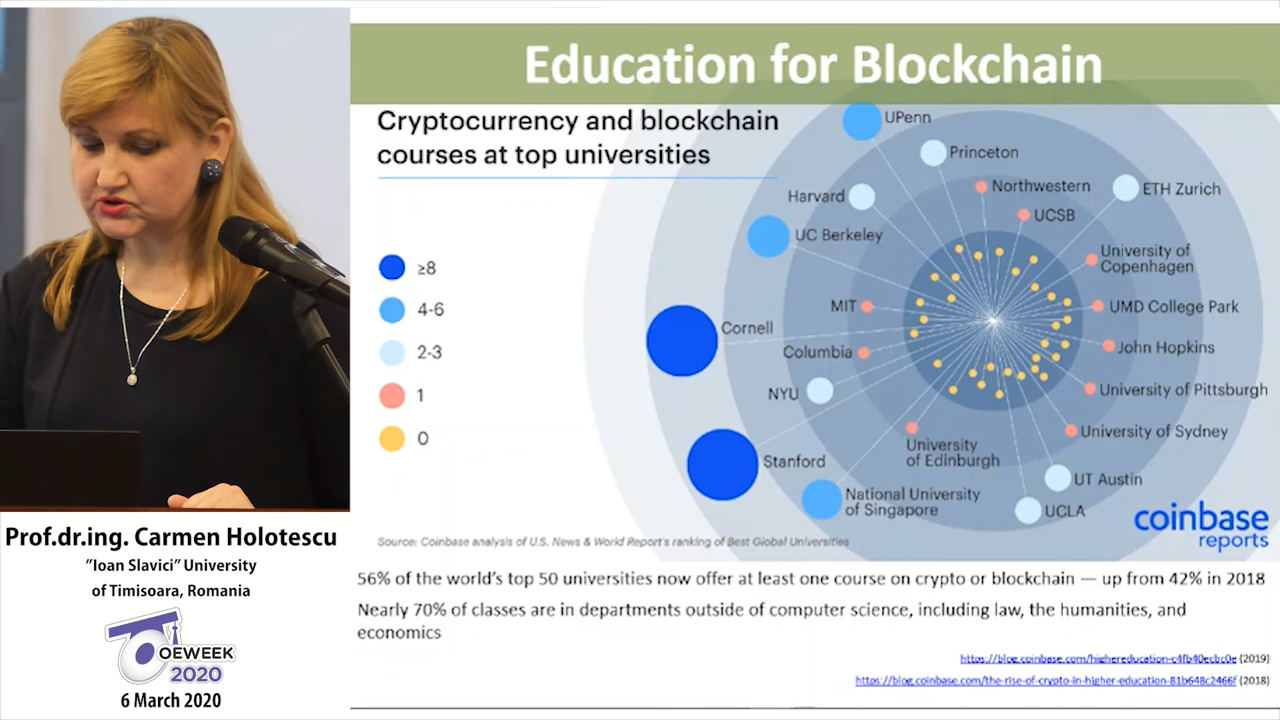 Education for Blockchain
Cryptocurrency and blockchain
courses at top universities
≥8
4-6
2-3
1
0
UPenn
Princeton
Northwestern
ETH Zurich
Harvard
UCSB
UC Berkeley
University of
Copenhagen
MIT
UMD College Park
Cornell
John Hopkins
Columbia
NYU
University of Pittsburgh
University of Sydney
University
of Edinburgh
Stanford
UT Austin
National University
of Singapore
UCLA
coinbase
reports
Source: Coinbase analysis of U.S. News & World Report's ranking of Best Global Universities
56% of the world's top 50 universities now offer at least one course on crypto or blockchain — up from 42% in 2018
Nearly 70% of classes are in departments outside of computer science, including law, the humanities, and
economics
https://blog.coinbase.com/highereducation-c4fb40ecbc0e (2019)
https://blog.coinbase.com/the-rise-of-crypto-in-higher-education-81b648c2466f (2018)
Prof.dr.ing. Carmen Holotescu
”Ioan Slavici” University
of Timisoara, Romania
OEWEEK
2020
6 March 2020